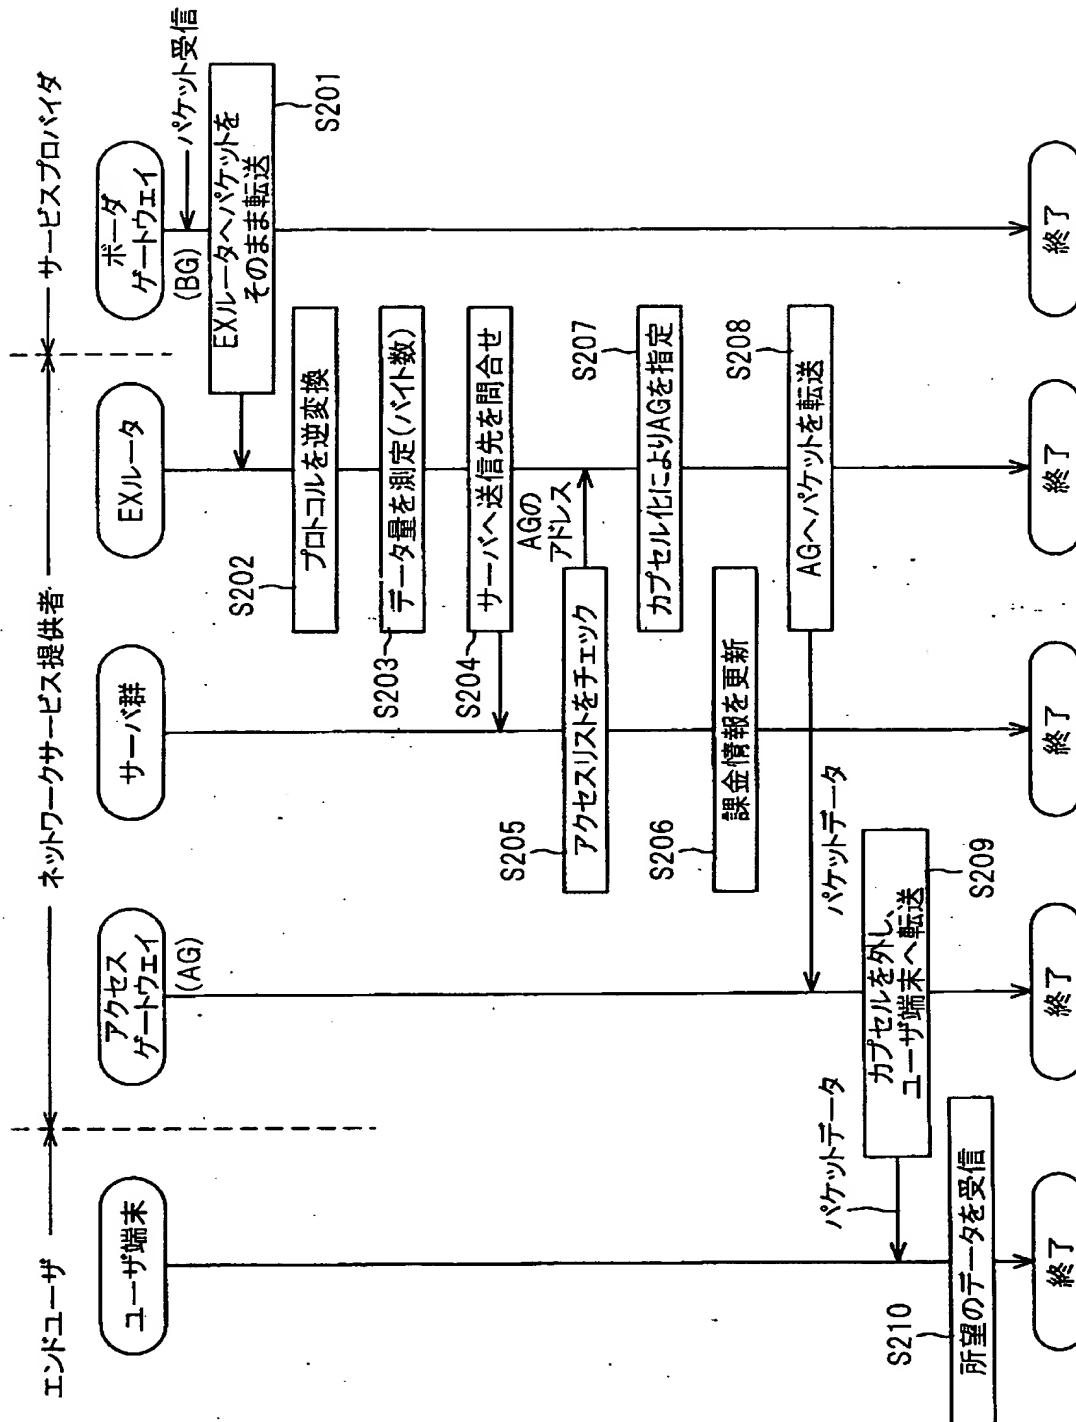 エンドユーザ
ネットワークサービス提供者
サービスプロバイダ
ユーザ端末
アクセス
ゲートウェイ
(AG)
サーバ群
EXルータ
ボーダ
ゲートウェイ
(BG)
パケット受信
EXルータへパケットを
そのまま転送
S201
プロトコルを逆変換
S202
データ量を測定(バイト数)
S203
サーバへ送信先を問合せ
S204
アクセスリストをチェック
S205
AGの
アドレス
カプセル化によりAGを指定
S207
課金情報を更新
S206
AGへパケットを転送
S208
パケットデータ
カプセルを外し、
ユーザ端末へ転送
S209
パケットデータ
所望のデータを受信
S210
終了
終了
終了
終了
終了